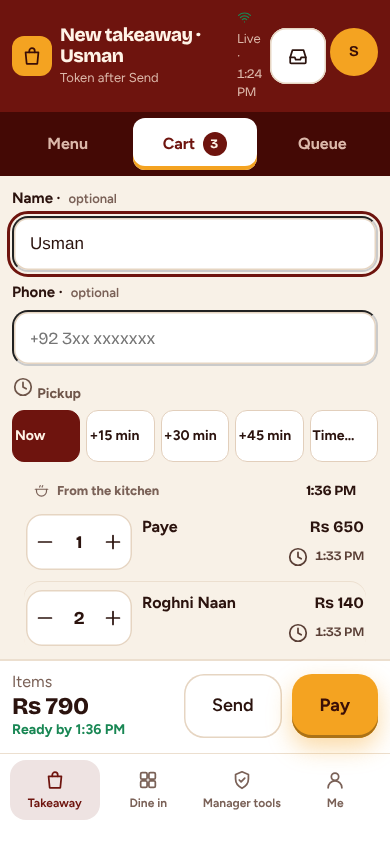 New takeaway ·
Usman
Token after Send
Live
·
1:24
PM
S
Menu
Cart 3
Queue
Name · optional
Usman
Phone · optional
+92 3xx xxxxxxx
Pickup
Now
+15 min
+30 min
+45 min
Time...
From the kitchen 1:36 PM
1 Paye Rs 650
1:33 PM
2 Roghni Naan Rs 140
1:33 PM
Items
Rs 790
Ready by 1:36 PM
Send
Pay
Takeaway
Dine in
Manager tools
Me